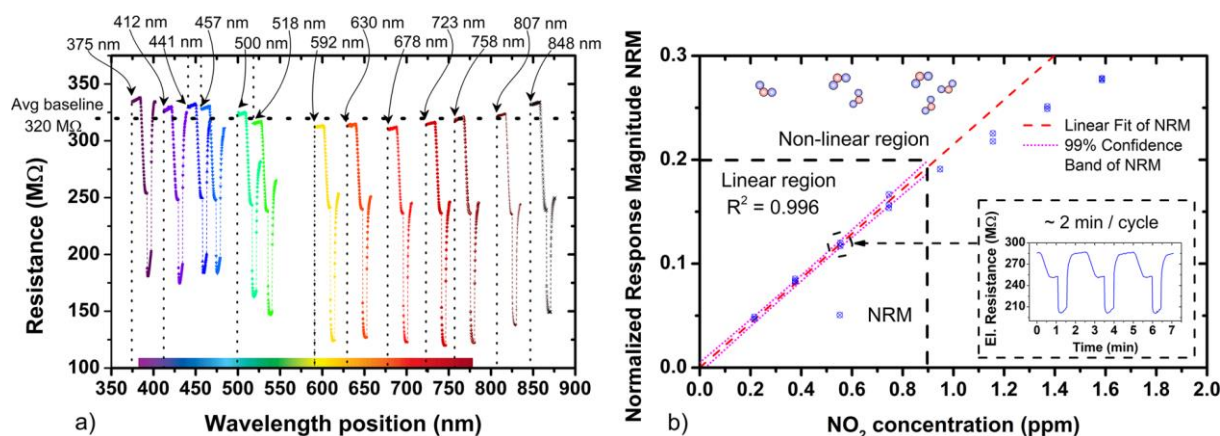 412 nm 457 nm 518 nm 630 nm 723 nm 807 nm
375 nm 441 nm 500 nm 592 nm 678 nm 758 nm 848 nm
350
Avg baseline
300
320 MΩ
250
200
150
100
Resistance (MΩ)
350 400 450 500 550 600 650 700 750 800 850 900
a) Wavelength position (nm)
Normalized Response Magnitude NRM
0.3
0.2
0.1
0.0
Non-linear region
Linear region
R² = 0.996
NRM
Linear Fit of NRM
99% Confidence
Band of NRM
~ 2 min / cycle
El. Resistance (MΩ)
300
270
240
210
0 1 2 3 4 5 6 7
Time (min)
0.0 0.2 0.4 0.6 0.8 1.0 1.2 1.4 1.6 1.8 2.0
b) NO₂ concentration (ppm)